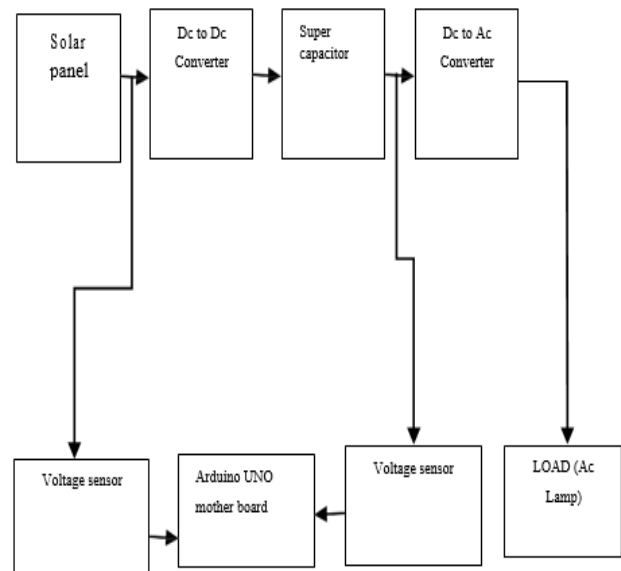 Solar
panel
Dc to Dc
Converter
Super
capacitor
Dc to Ac
Converter
Voltage sensor
Arduino UNO
mother board
Voltage sensor
LOAD (Ac
Lamp)